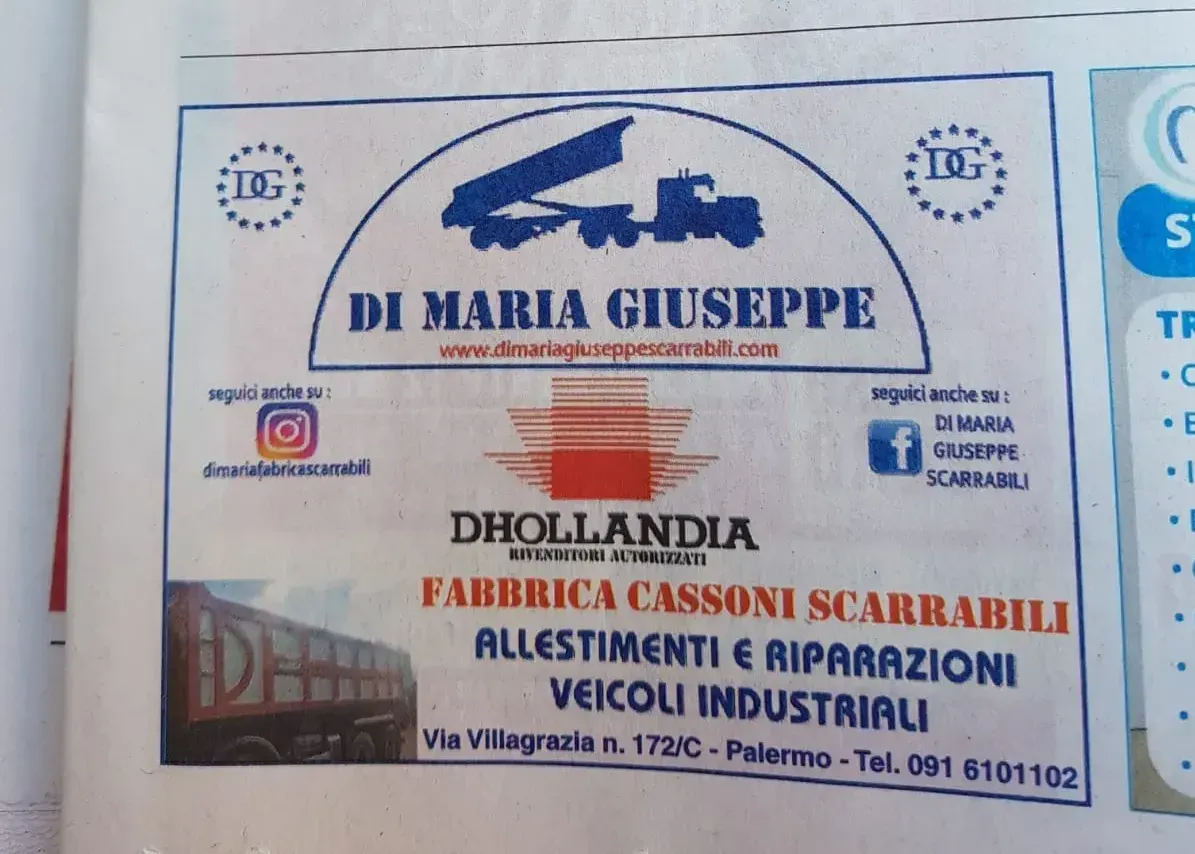 DG
DG
DI MARIA GIUSEPPE
www.dimariagiuseppescarrabili.com
seguici anche su :
dimariafabricascarrabili
seguici anche su :
DI MARIA
GIUSEPPE
SCARRABILI
DHOLLANDIA
RIVENDITORI AUTORIZZATI
FABBRICA CASSONI SCARRABILI
ALLESTIMENTI E RIPARAZIONI
VEICOLI INDUSTRIALI
Via Villagrazia n. 172/C - Palermo - Tel. 091 6101102